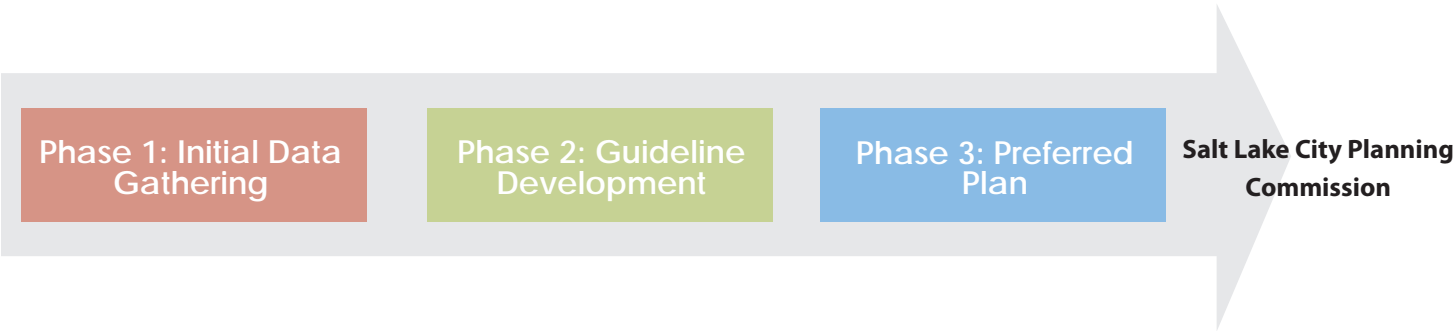 Phase 1: Initial Data
Gathering
Phase 2: Guideline
Development
Phase 3: Preferred
Plan
Salt Lake City Planning
Commission